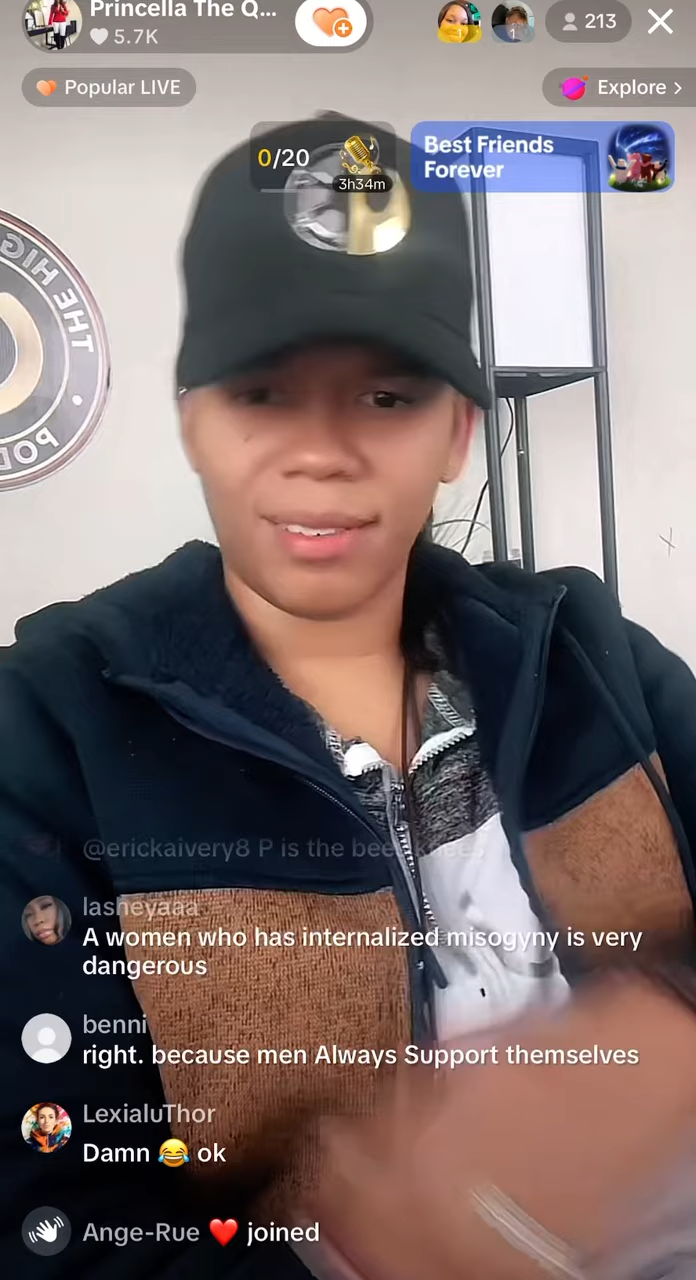 Princella The Q...
5.7K
213
Popular LIVE
Explore >
0/20
3h34m
Best Friends
Forever
THE HIG
POD
@erickaivery8 P is the bees knees
lasheyaaa
A women who has internalized misogyny is very
dangerous
benni
right. because men Always Support themselves
LexialuThor
Damn 😂 ok
Ange-Rue ❤️ joined